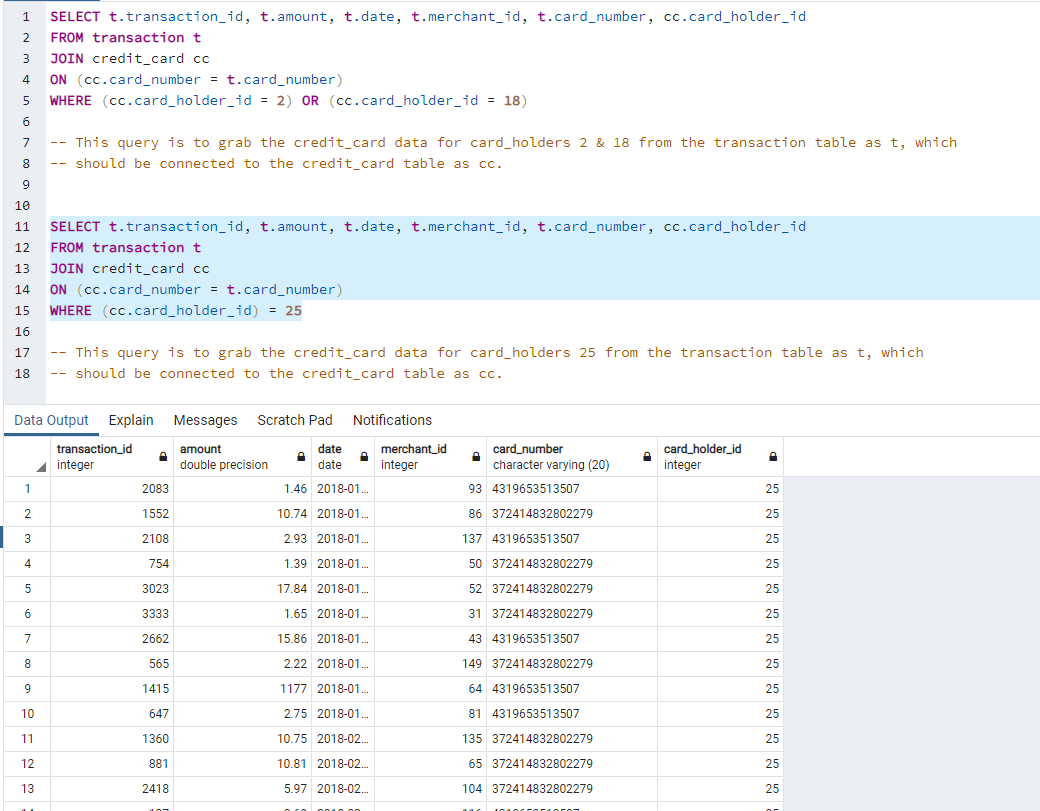 1 SELECT t.transaction_id, t.amount, t.date, t.merchant_id, t.card_number, cc.card_holder_id
2 FROM transaction t
3 JOIN credit_card cc
4 ON (cc.card_number = t.card_number)
5 WHERE (cc.card_holder_id = 2) OR (cc.card_holder_id = 18)
6
7 -- This query is to grab the credit_card data for card_holders 2 & 18 from the transaction table as t, which
8 -- should be connected to the credit_card table as cc.
9
10
11 SELECT t.transaction_id, t.amount, t.date, t.merchant_id, t.card_number, cc.card_holder_id
12 FROM transaction t
13 JOIN credit_card cc
14 ON (cc.card_number = t.card_number)
15 WHERE (cc.card_holder_id) = 25
16
17 -- This query is to grab the credit_card data for card_holders 25 from the transaction table as t, which
18 -- should be connected to the credit_card table as cc.
Data Output Explain Messages Scratch Pad Notifications
transaction_id amount date merchant_id card_number card_holder_id
integer double precision date integer character varying (20) integer
1 2083 1.46 2018-01... 93 4319653513507 25
2 1552 10.74 2018-01... 86 372414832802279 25
3 2108 2.93 2018-01... 137 4319653513507 25
4 754 1.39 2018-01... 50 372414832802279 25
5 3023 17.84 2018-01... 52 372414832802279 25
6 3333 1.65 2018-01... 31 372414832802279 25
7 2662 15.86 2018-01... 43 4319653513507 25
8 565 2.22 2018-01... 149 372414832802279 25
9 1415 1177 2018-01... 64 4319653513507 25
10 647 2.75 2018-01... 81 4319653513507 25
11 1360 10.75 2018-02... 135 372414832802279 25
12 881 10.81 2018-02... 65 372414832802279 25
13 2418 5.97 2018-02... 104 372414832802279 25